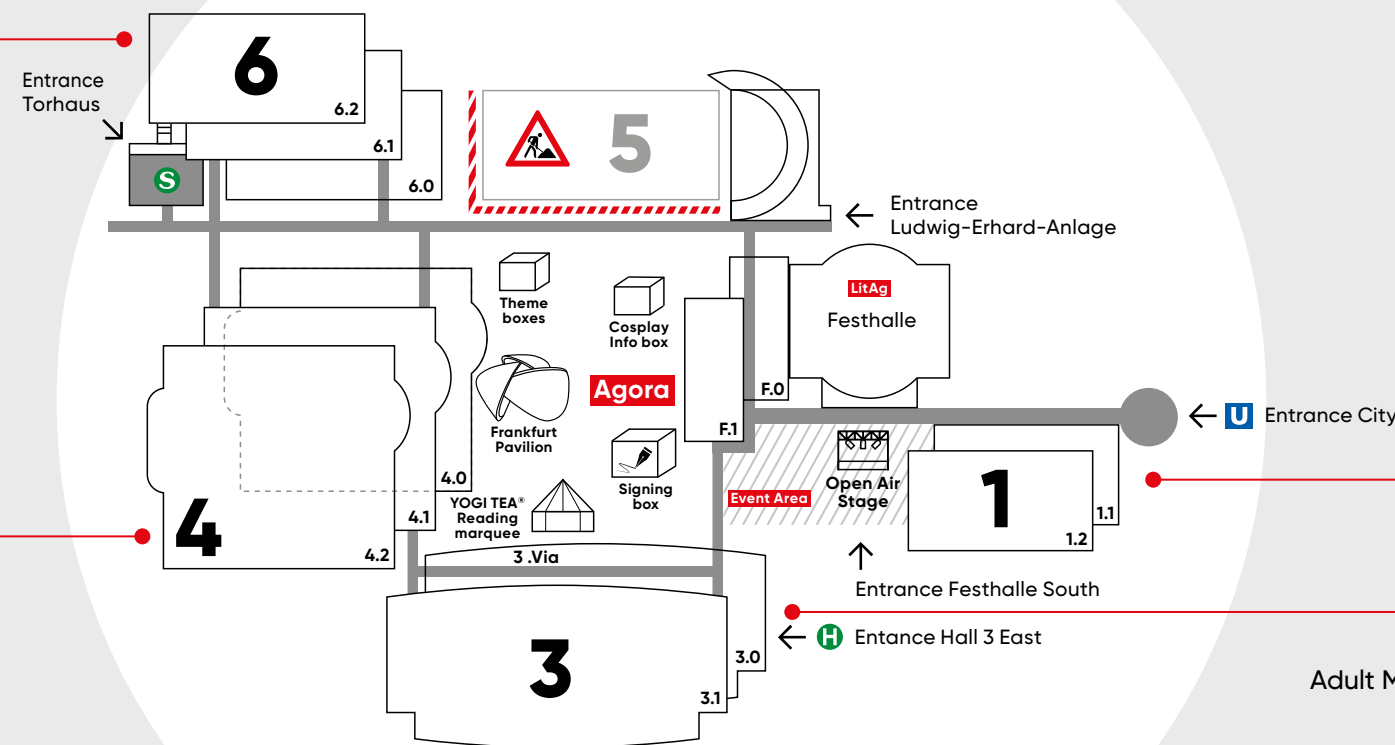 6
6.2
6.1
6.0
Entrance
Torhaus
S
5
Entrance
Ludwig-Erhard-Anlage
Theme
boxes
Cosplay
Info box
LitAg
Festhalle
Agora
F.0
F.1
Frankfurt
Pavilion
U Entrance City
4.0
4.1
4
4.2
YOGI TEA®
Reading
marquee
Signing
box
Event Area
Open Air
Stage
1
1.1
1.2
3 .Via
Entrance Festhalle South
H Entance Hall 3 East
3
3.0
3.1
Adult M